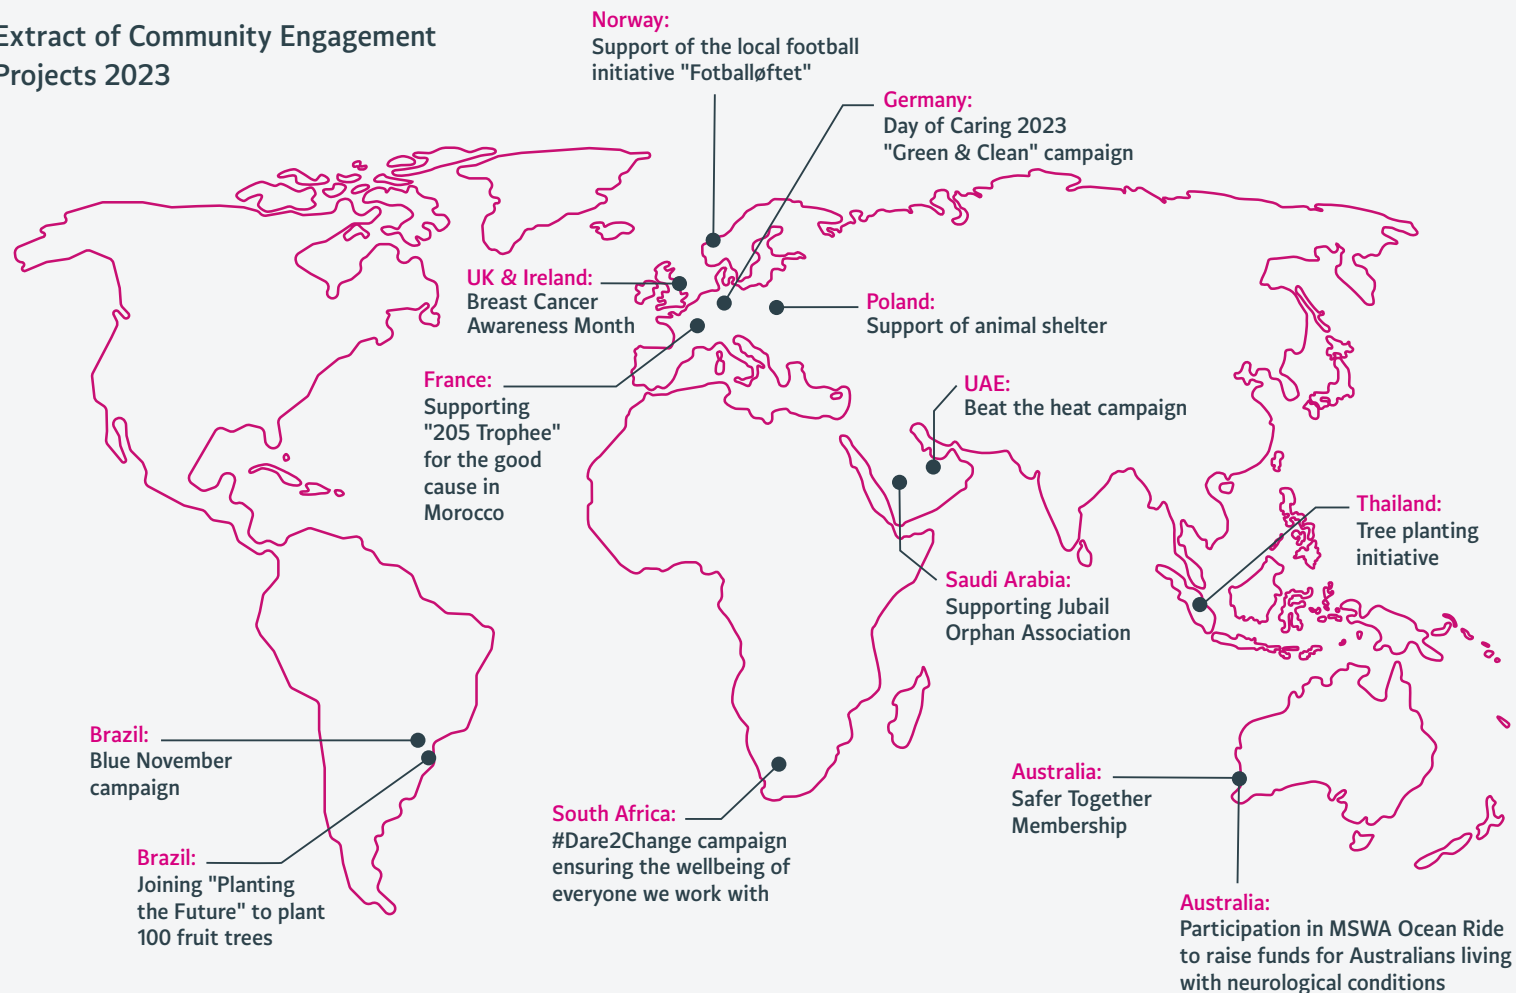 Extract of Community Engagement
Projects 2023
Norway:
Support of the local football
initiative "Fotballøftet"
Germany:
Day of Caring 2023
"Green & Clean" campaign
UK & Ireland:
Breast Cancer
Awareness Month
Poland:
Support of animal shelter
France:
Supporting
"205 Trophee"
for the good
cause in
Morocco
UAE:
Beat the heat campaign
Thailand:
Tree planting
initiative
Saudi Arabia:
Supporting Jubail
Orphan Association
Brazil:
Blue November
campaign
Brazil:
Joining "Planting
the Future" to plant
100 fruit trees
South Africa:
#Dare2Change campaign
ensuring the wellbeing of
everyone we work with
Australia:
Safer Together
Membership
Australia:
Participation in MSWA Ocean Ride
to raise funds for Australians living
with neurological conditions